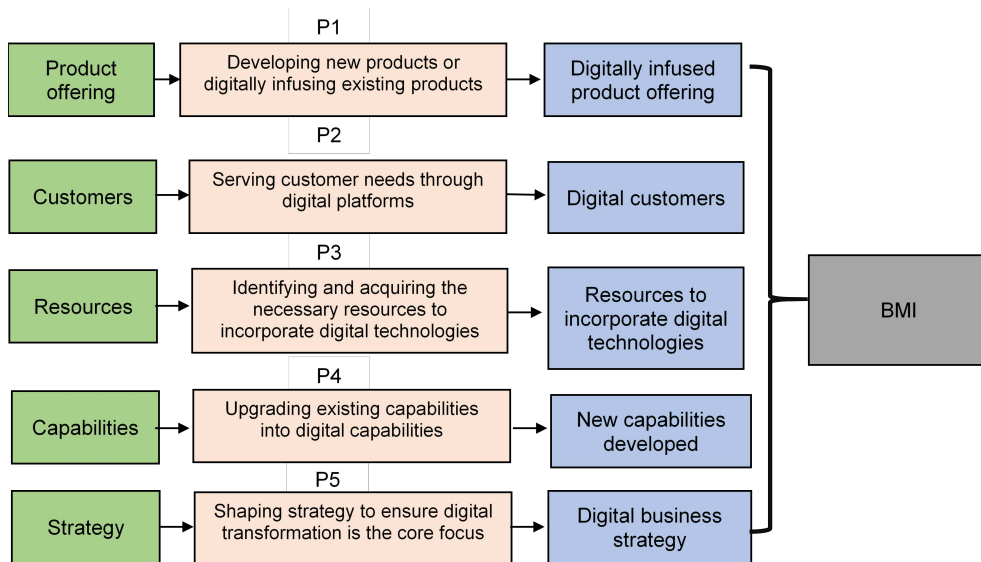 P1
Product
offering
Developing new products or
digitally infusing existing products
Digitally infused
product offering
P2
Customers
Serving customer needs through
digital platforms
Digital customers
P3
Resources
Identifying and acquiring the
necessary resources to
incorporate digital technologies
Resources to
incorporate digital
technologies
BMI
P4
Capabilities
Upgrading existing capabilities
into digital capabilities
New capabilities
developed
P5
Strategy
Shaping strategy to ensure digital
transformation is the core focus
Digital business
strategy